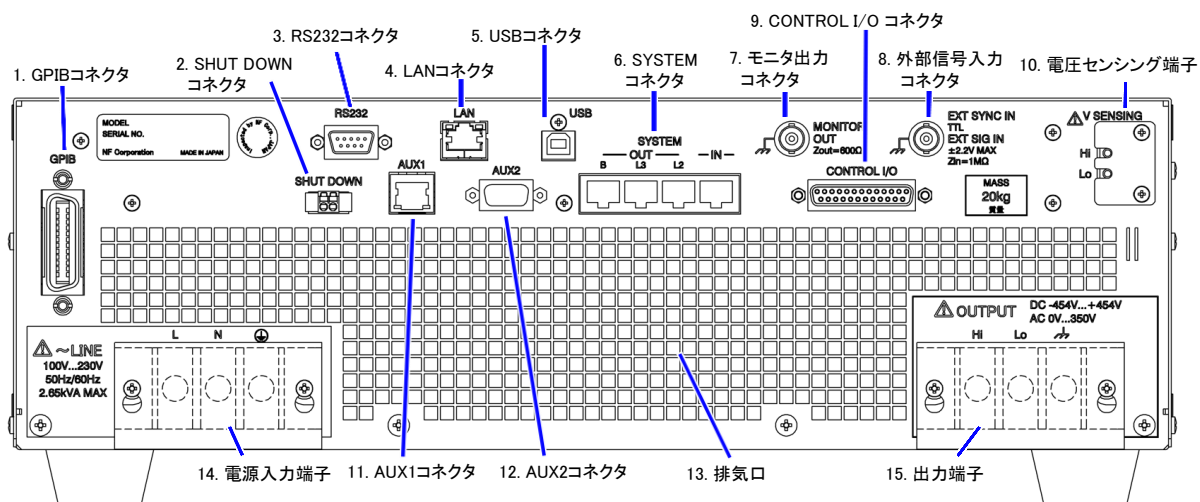 9. CONTROL I/O コネクタ
3. RS232コネクタ
5. USBコネクタ
1. GPIBコネクタ
2. SHUT DOWN
コネクタ
4. LANコネクタ
6. SYSTEM
コネクタ
7. モニタ出力
コネクタ
8. 外部信号入力
コネクタ
10. 電圧センシング端子
MODEL
SERIAL NO.
NF Corporation MADE IN JAPAN
GPIB
RS232
LAN
USB
SHUT DOWN
AUX1
AUX2
SYSTEM
OUT IN
B L3 L2
MONITOR
OUT
Zout=600Ω
CONTROL I/O
EXT SYNC IN
TTL
EXT SIG IN
±2.2V MAX
Zin=1MΩ
MASS
20kg
質量
V SENSING
Hi
Lo
~LINE
100V...230V
50Hz/60Hz
2.65kVA MAX
L N
OUTPUT
DC -454V...+454V
AC 0V...350V
Hi Lo
14. 電源入力端子
11. AUX1コネクタ
12. AUX2コネクタ
13. 排気口
15. 出力端子